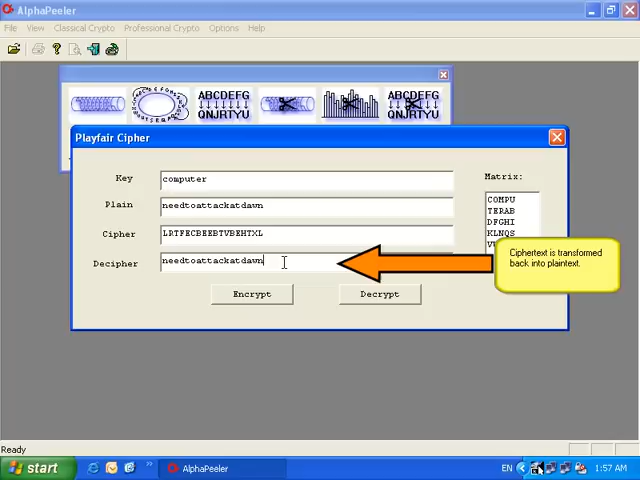 AlphaPeeler
File View Classical Crypto Professional Crypto Options Help
ABCDEFG ABCDEFG
QNJRTYU QNJRTYU
Playfair Cipher
Key computer Matrix:
Plain needtoattackatdawn COMPU
TERAB
Cipher LRTFECBEEBTVBEHTXL DFGHI
KLNQS
Decipher needtoattackatdawn
Ciphertext is transformed
back into plaintext.
Encrypt Decrypt
Ready
start AlphaPeeler EN 1:57 AM